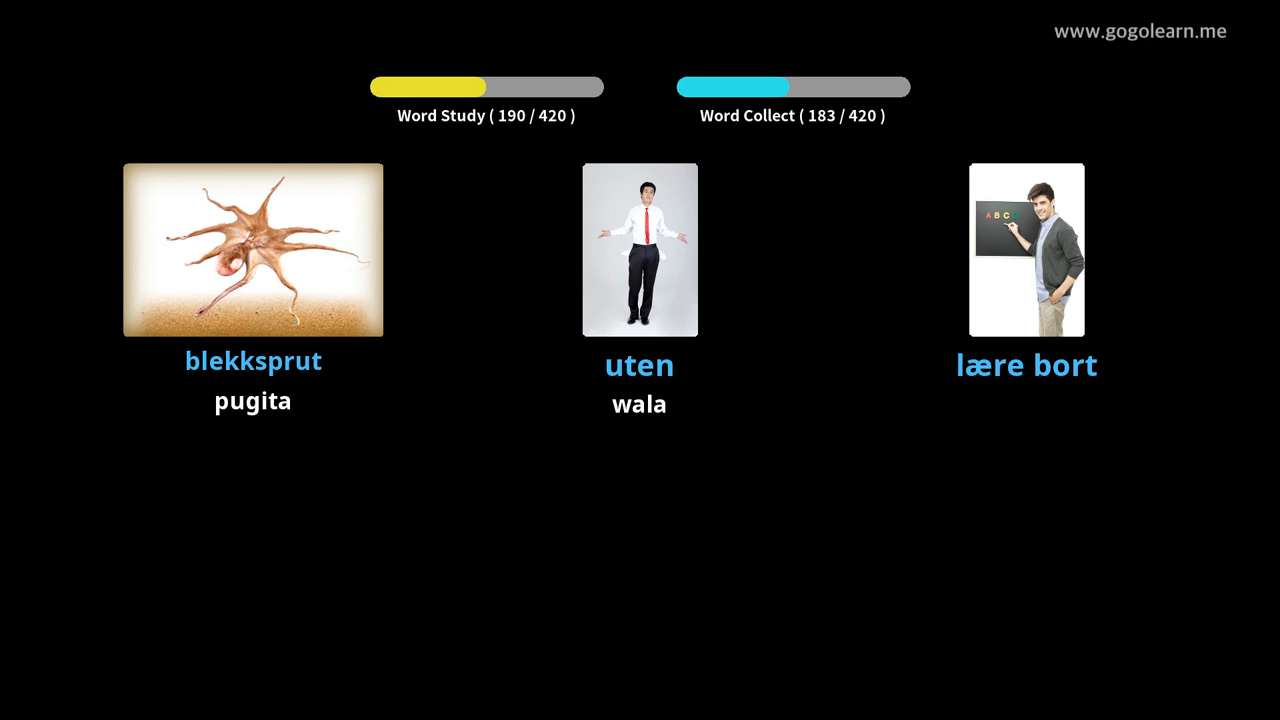 www.gogolearn.me
Word Study ( 190 / 420 )
Word Collect ( 183 / 420 )
A B C
blekksprut
uten
lære bort
pugita
wala